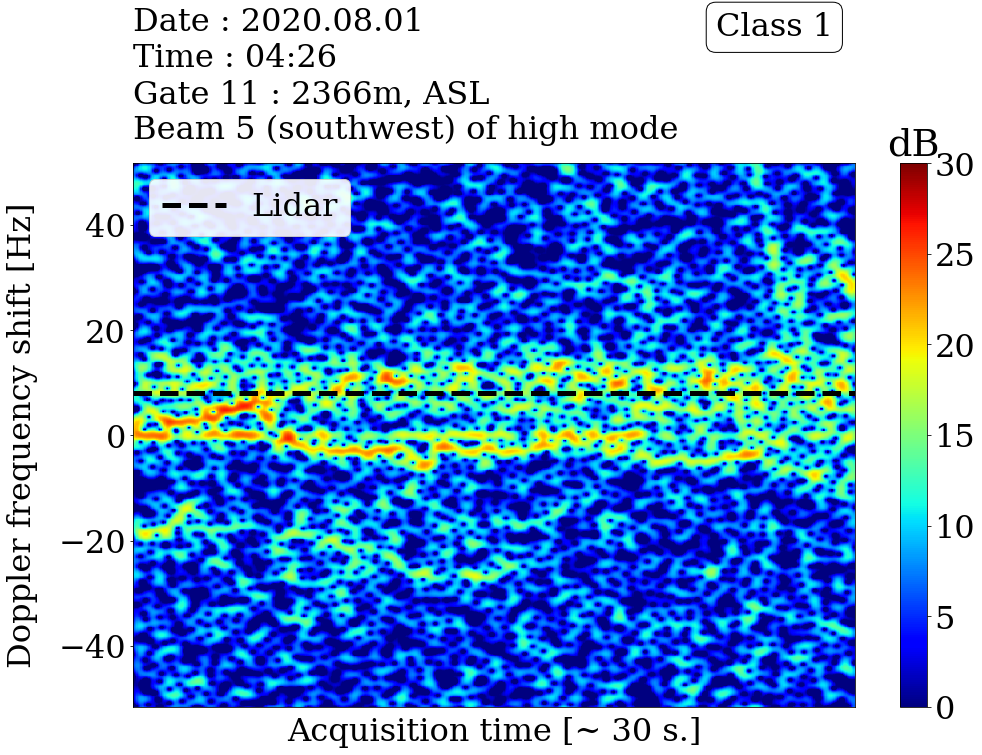 Date : 2020.08.01
Time : 04:26
Gate 11 : 2366m, ASL
Beam 5 (southwest) of high mode
Class 1
dB
Lidar
Doppler frequency shift [Hz]
40
20
0
−20
−40
30
25
20
15
10
5
0
Acquisition time [~ 30 s.]